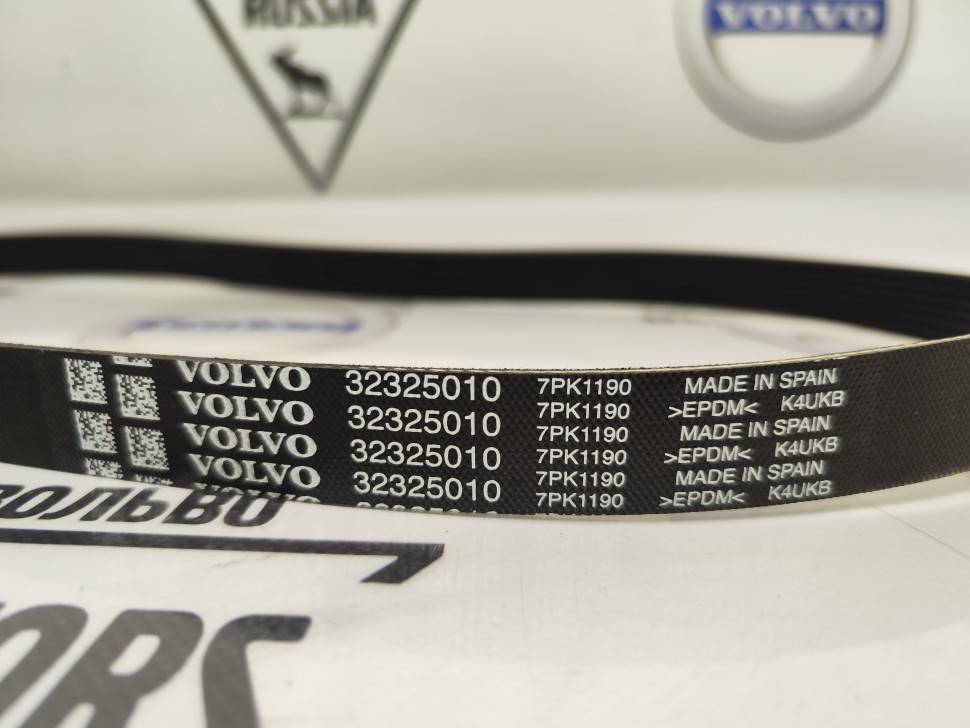 RUSSIA
VOLVO
VOLVO 32325010 7PK1190 MADE IN SPAIN
VOLVO 32325010 7PK1190 >EPDM< K4UKB
7PK1190 MADE IN SPAIN
VOLVO 32325010 7PK1190 >EPDM< K4UKB
VOLVO 32325010 7PK1190 MADE IN SPAIN
7PK1190 >EPDM< K4UKB
ВОЛЬВО